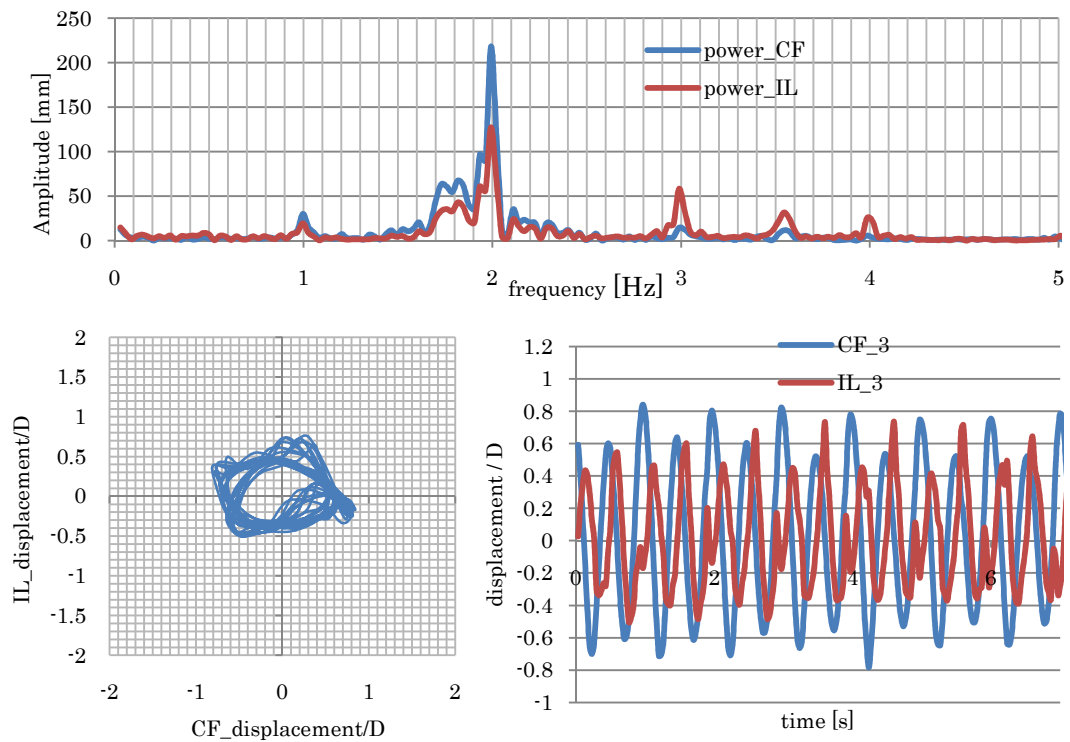 250
200
150
100
50
0
Amplitude [mm]
power_CF
power_IL
0 1 2 3 4 5
frequency [Hz]
2
1.5
1
0.5
0
-0.5
-1
-1.5
-2
IL_displacement/D
-2 -1 0 1 2
CF_displacement/D
CF_3
IL_3
1.2
1
0.8
0.6
0.4
0.2
0
-0.2
-0.4
-0.6
-0.8
-1
displacement / D
0 2 4 6
time [s]